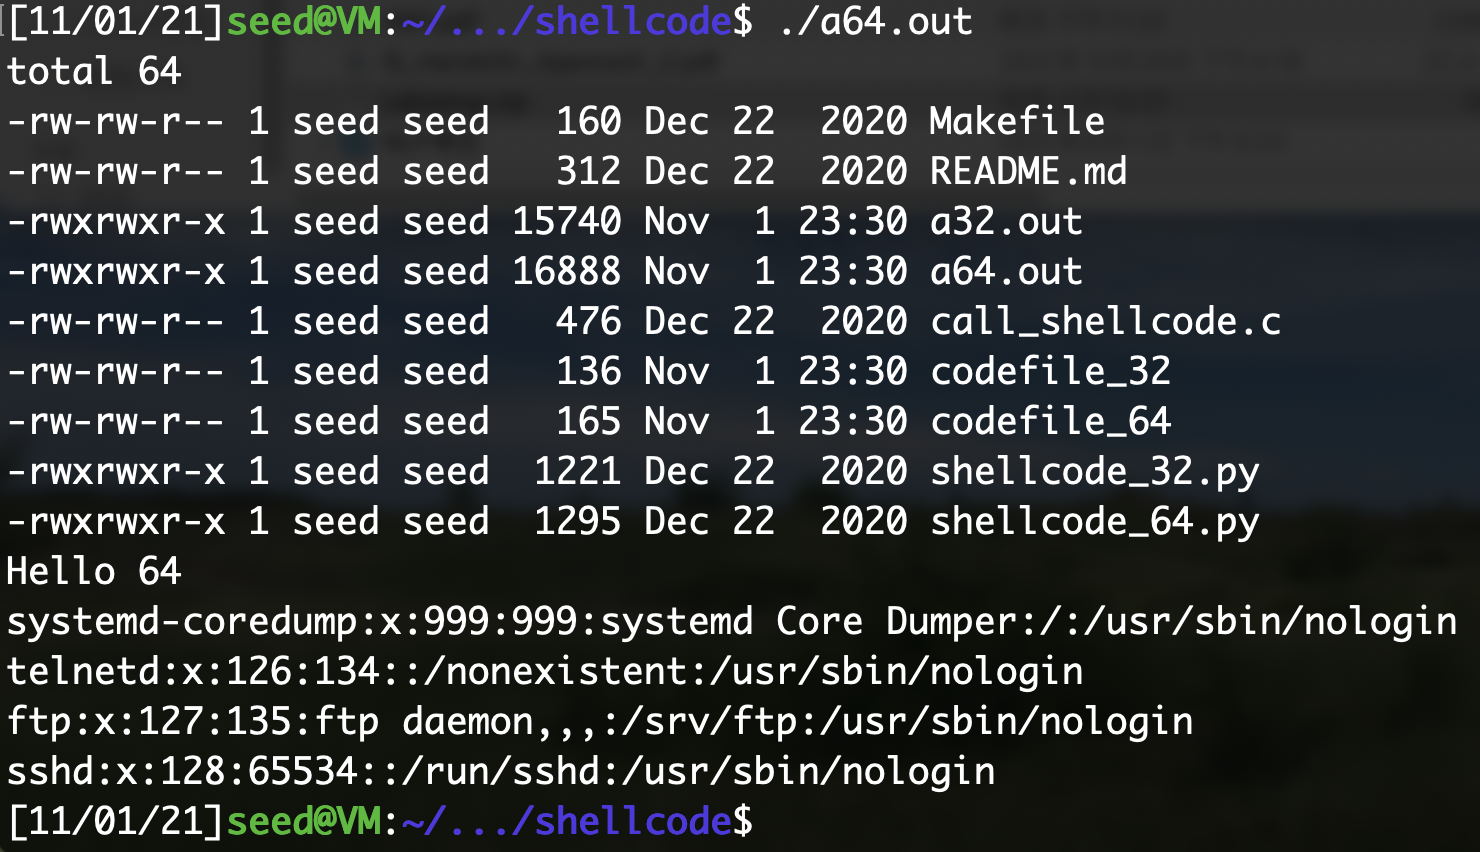 [11/01/21]seed@VM:~/.../shellcode$ ./a64.out
total 64
-rw-rw-r-- 1 seed seed   160 Dec 22  2020 Makefile
-rw-rw-r-- 1 seed seed   312 Dec 22  2020 README.md
-rwxrwxr-x 1 seed seed 15740 Nov  1 23:30 a32.out
-rwxrwxr-x 1 seed seed 16888 Nov  1 23:30 a64.out
-rw-rw-r-- 1 seed seed   476 Dec 22  2020 call_shellcode.c
-rw-rw-r-- 1 seed seed   136 Nov  1 23:30 codefile_32
-rw-rw-r-- 1 seed seed   165 Nov  1 23:30 codefile_64
-rwxrwxr-x 1 seed seed  1221 Dec 22  2020 shellcode_32.py
-rwxrwxr-x 1 seed seed  1295 Dec 22  2020 shellcode_64.py
Hello 64
systemd-coredump:x:999:999:systemd Core Dumper:/:/usr/sbin/nologin
telnetd:x:126:134::/nonexistent:/usr/sbin/nologin
ftp:x:127:135:ftp daemon,,,:/srv/ftp:/usr/sbin/nologin
sshd:x:128:65534::/run/sshd:/usr/sbin/nologin
[11/01/21]seed@VM:~/.../shellcode$